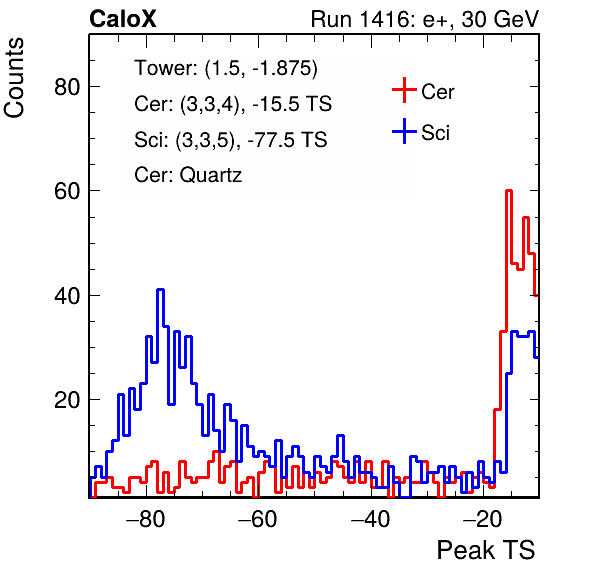 CaloX Run 1416: e+, 30 GeV
Counts
80
60
40
20
Tower: (1.5, -1.875)
Cer: (3,3,4), -15.5 TS
Sci: (3,3,5), -77.5 TS
Cer: Quartz
Cer
Sci
−80 −60 −40 −20
Peak TS